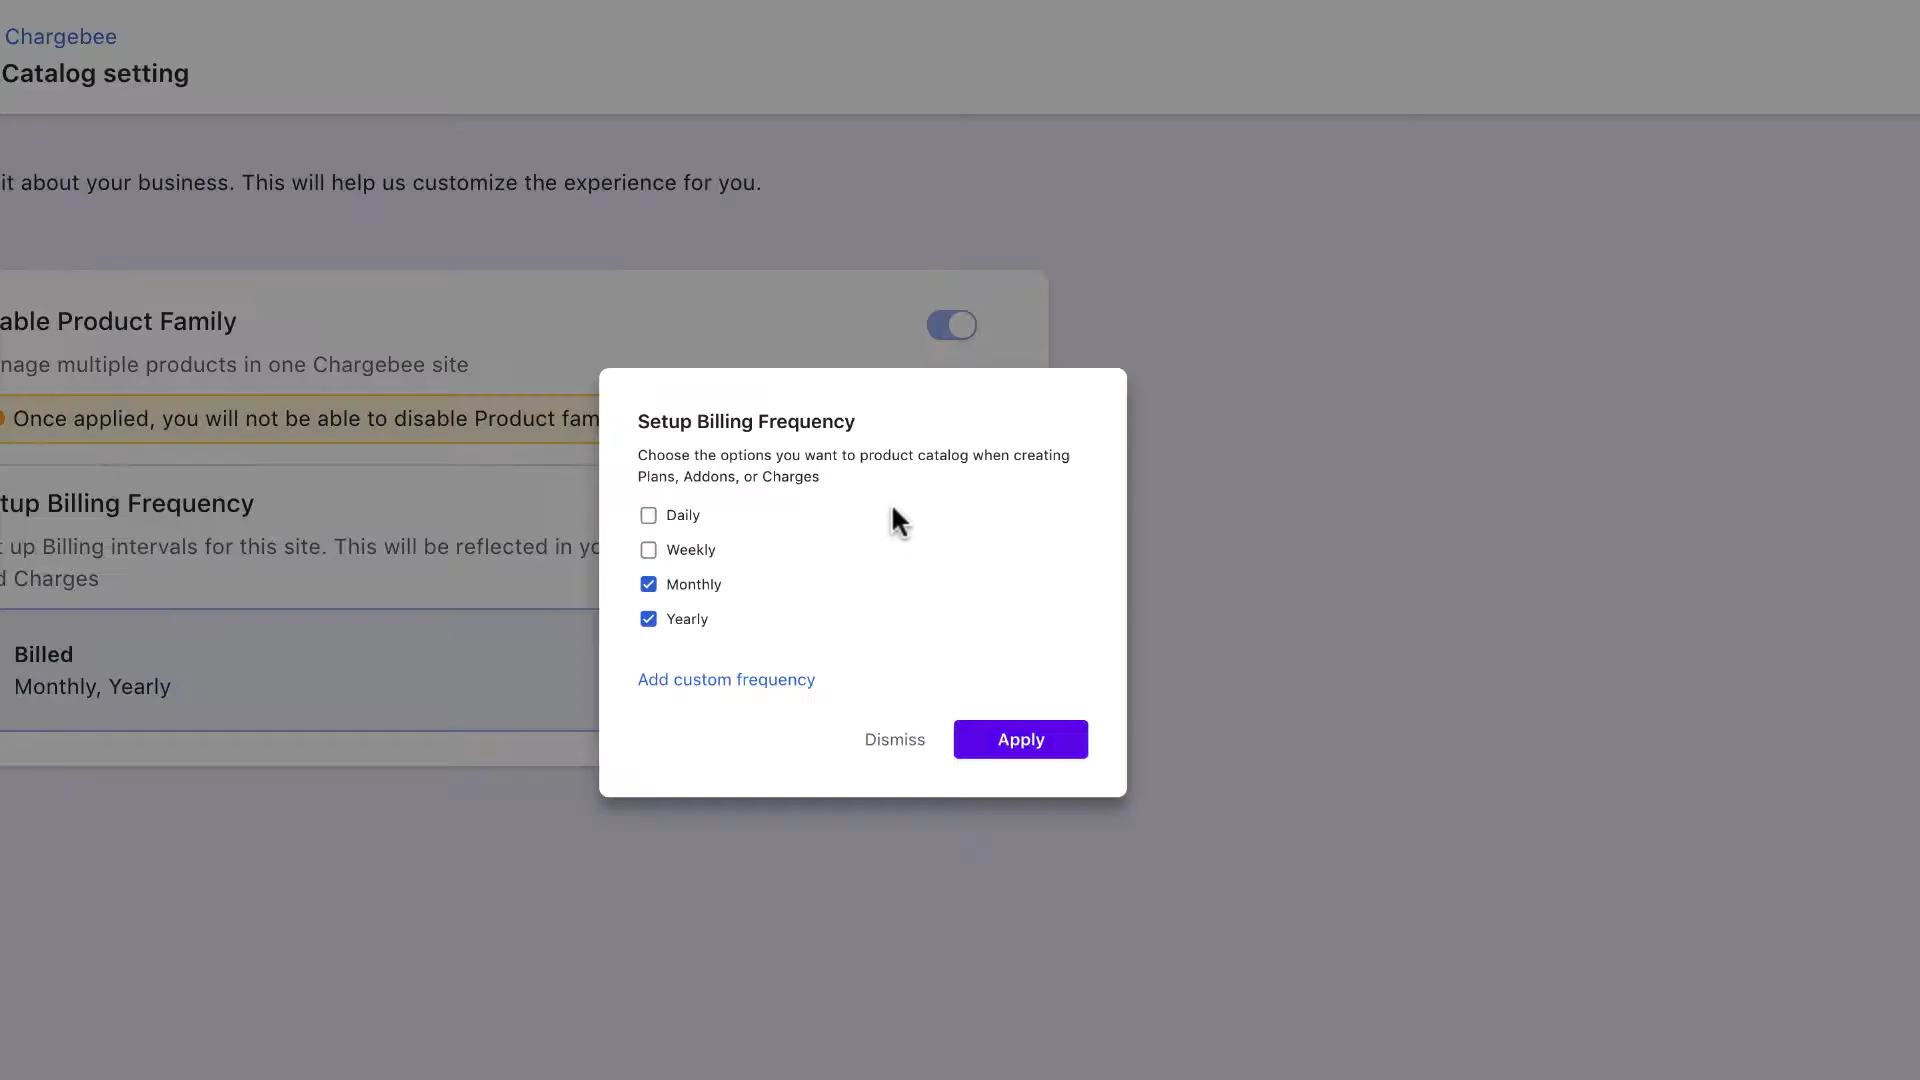 Chargebee
Catalog setting
it about your business. This will help us customize the experience for you.
able Product Family
nage multiple products in one Chargebee site
Once applied, you will not be able to disable Product fam
tup Billing Frequency
t up Billing intervals for this site. This will be reflected in yo
d Charges
Billed
Monthly, Yearly
Setup Billing Frequency
Choose the options you want to product catalog when creating
Plans, Addons, or Charges
Daily
Weekly
Monthly
Yearly
Add custom frequency
Dismiss
Apply